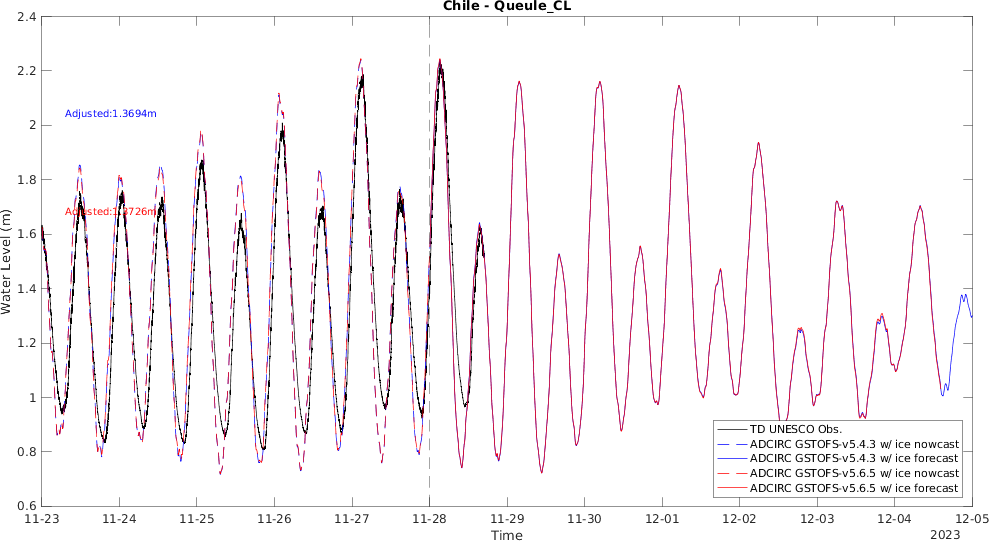 Chile - Queule_CL
2.4
2.2
2
1.8
1.6
1.4
1.2
1
0.8
0.6
Water Level (m)
Adjusted:1.3694m
11-23
11-24
11-25
11-26
11-27
11-28
11-29
11-30
12-01
12-02
12-03
12-04
12-05
2023
Time
TD UNESCO Obs.
ADCIRC GSTOFS-v5.4.3 w/ ice nowcast
ADCIRC GSTOFS-v5.4.3 w/ ice forecast
ADCIRC GSTOFS-v5.6.5 w/ ice nowcast
ADCIRC GSTOFS-v5.6.5 w/ ice forecast